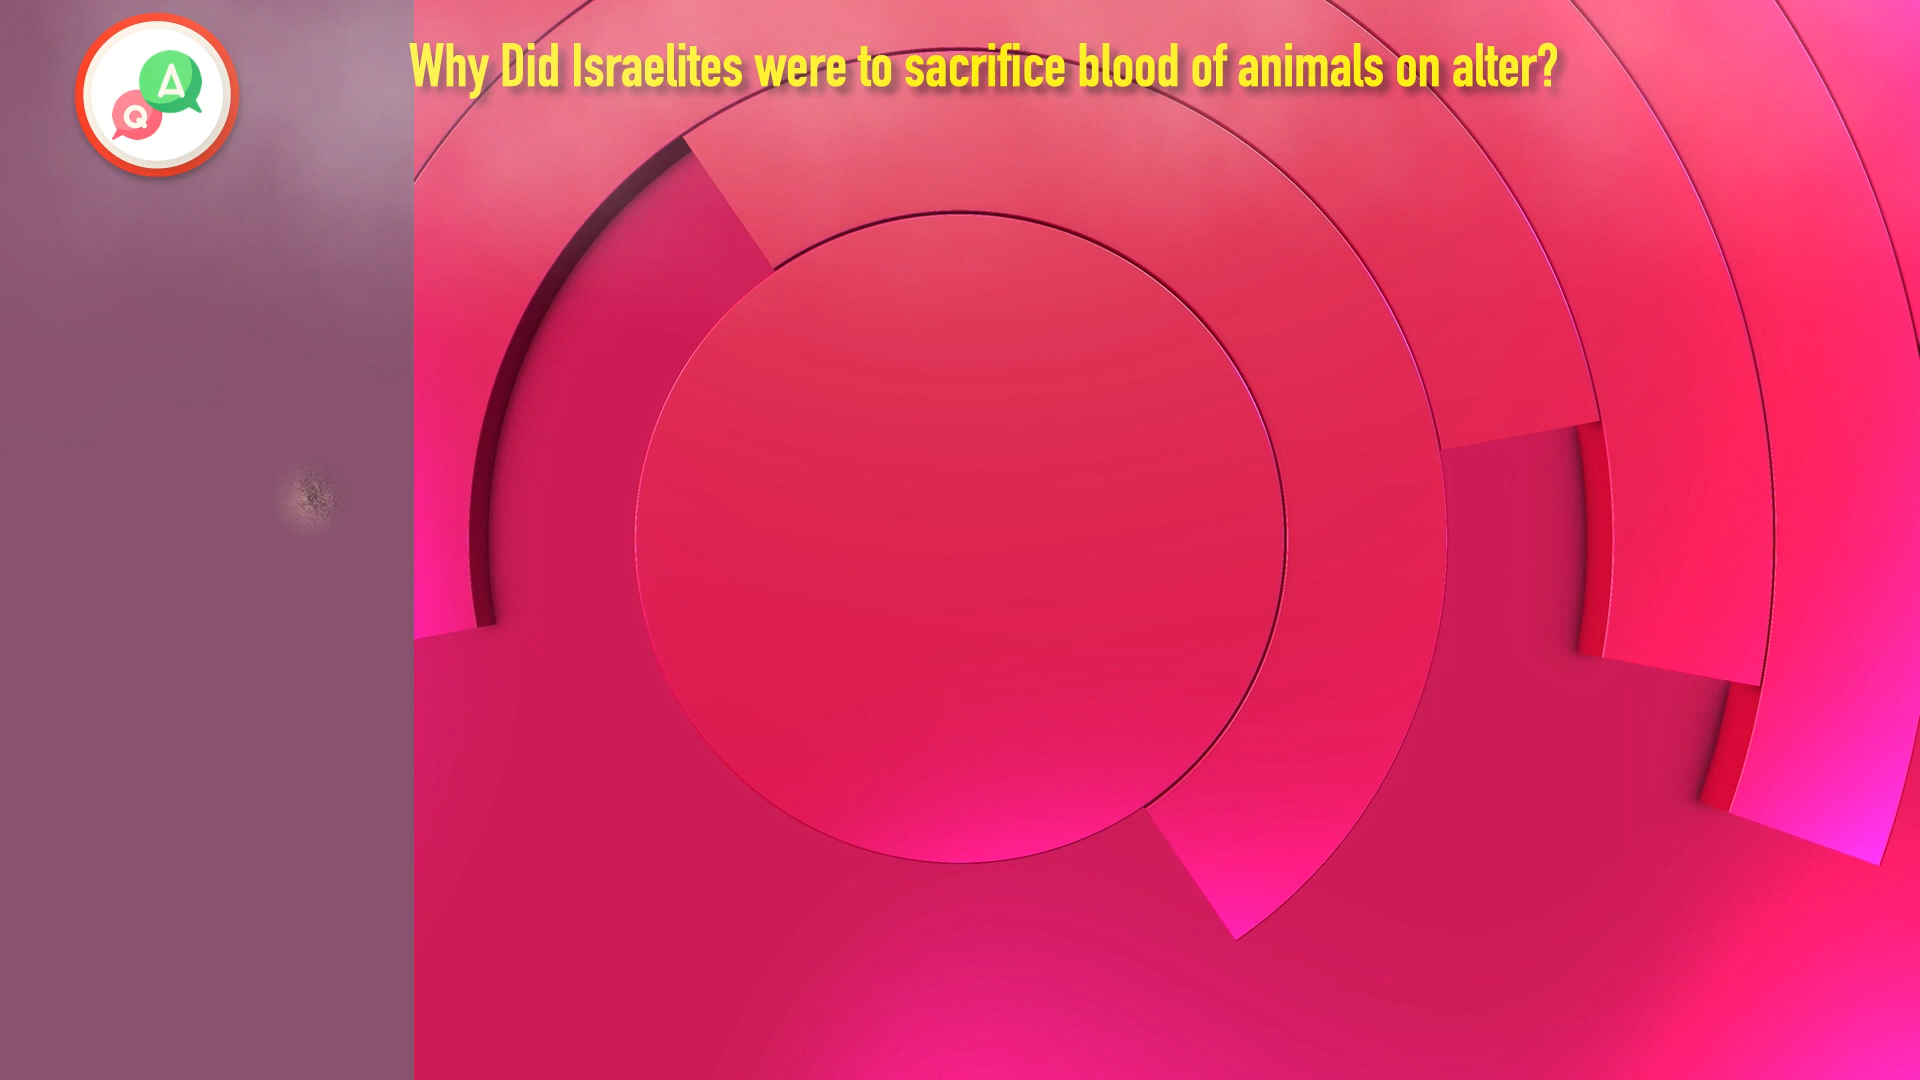 Why Did Israelites were to sacrifice blood of animals on alter?
A
Q